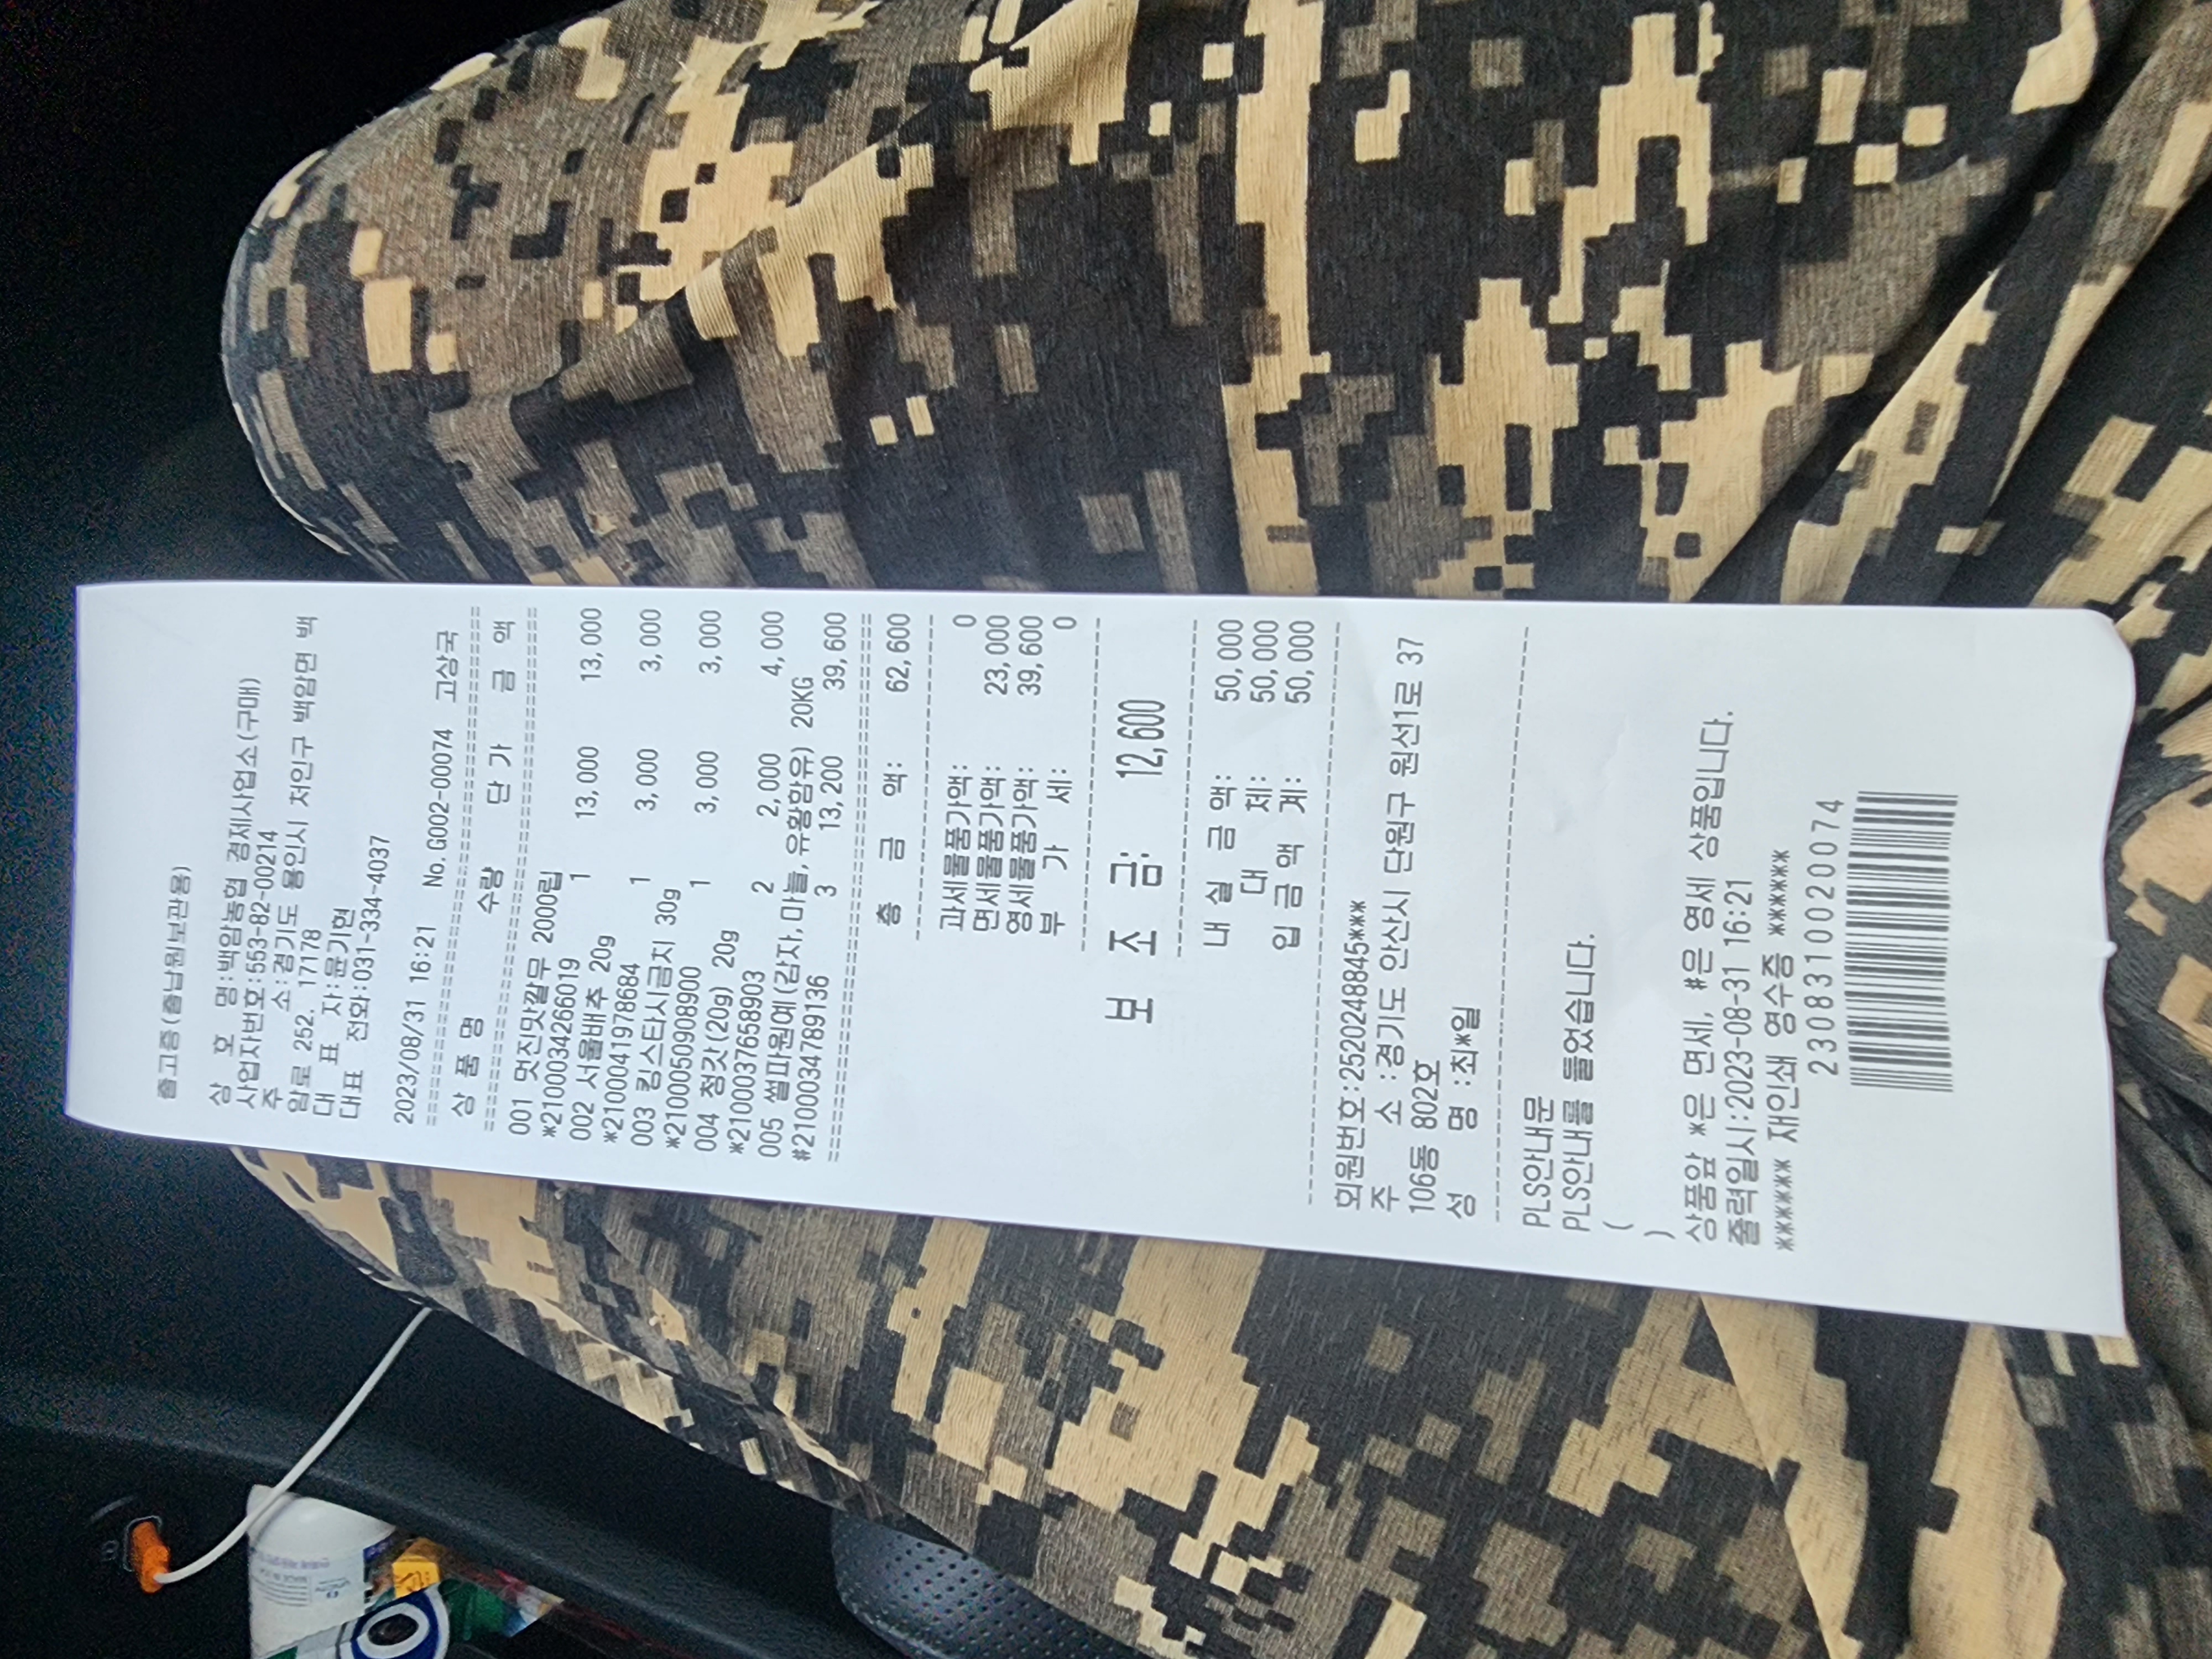 출고증(출납원보관용)
상 호 명:백암농협 경제사업소(구매)
사업자번호:553-82-00214
주 소:경기도 용인시 처인구 백암면 백
암로 252, 17178
대 표 자:윤기현
대표 전화:031-334-4037
2023/08/31 16:21 No.G002-00074 고상국
상 품 명 수량 단 가 금 액
001 멋진맛깔무 2000립
*2100034266019 1 13,000 13,000
002 서울배추 20g
*2100041978684 1 3,000 3,000
003 킹스티시금치 30g
*2100050908900 1 3,000 3,000
004 청갓(20g) 20g
*2100037658903 2 2,000 4,000
005 썰파원예(감자,마늘,유황함유) 20KG
#2100034789136 3 13,200 39,600
총 금 액: 62,600
과세물품가액: 0
면세물품가액: 23,000
영세물품가액: 39,600
부 가 세: 0
보 조 금: 12,600
내 실 금 액: 50,000
대 체: 50,000
입 금 액 계: 50,000
회원번호:2520248845***
주 소:경기도 안산시 단원구 원선1로 37
106동 802호
성 명:최*일
PLS안내문
PLS안내를 들었습니다.
(
)
상품앞 *은 면세, #은 영세 상품입니다.
출력일시:2023-08-31 16:21
****** 재인쇄 영수증 ******
2308310020074